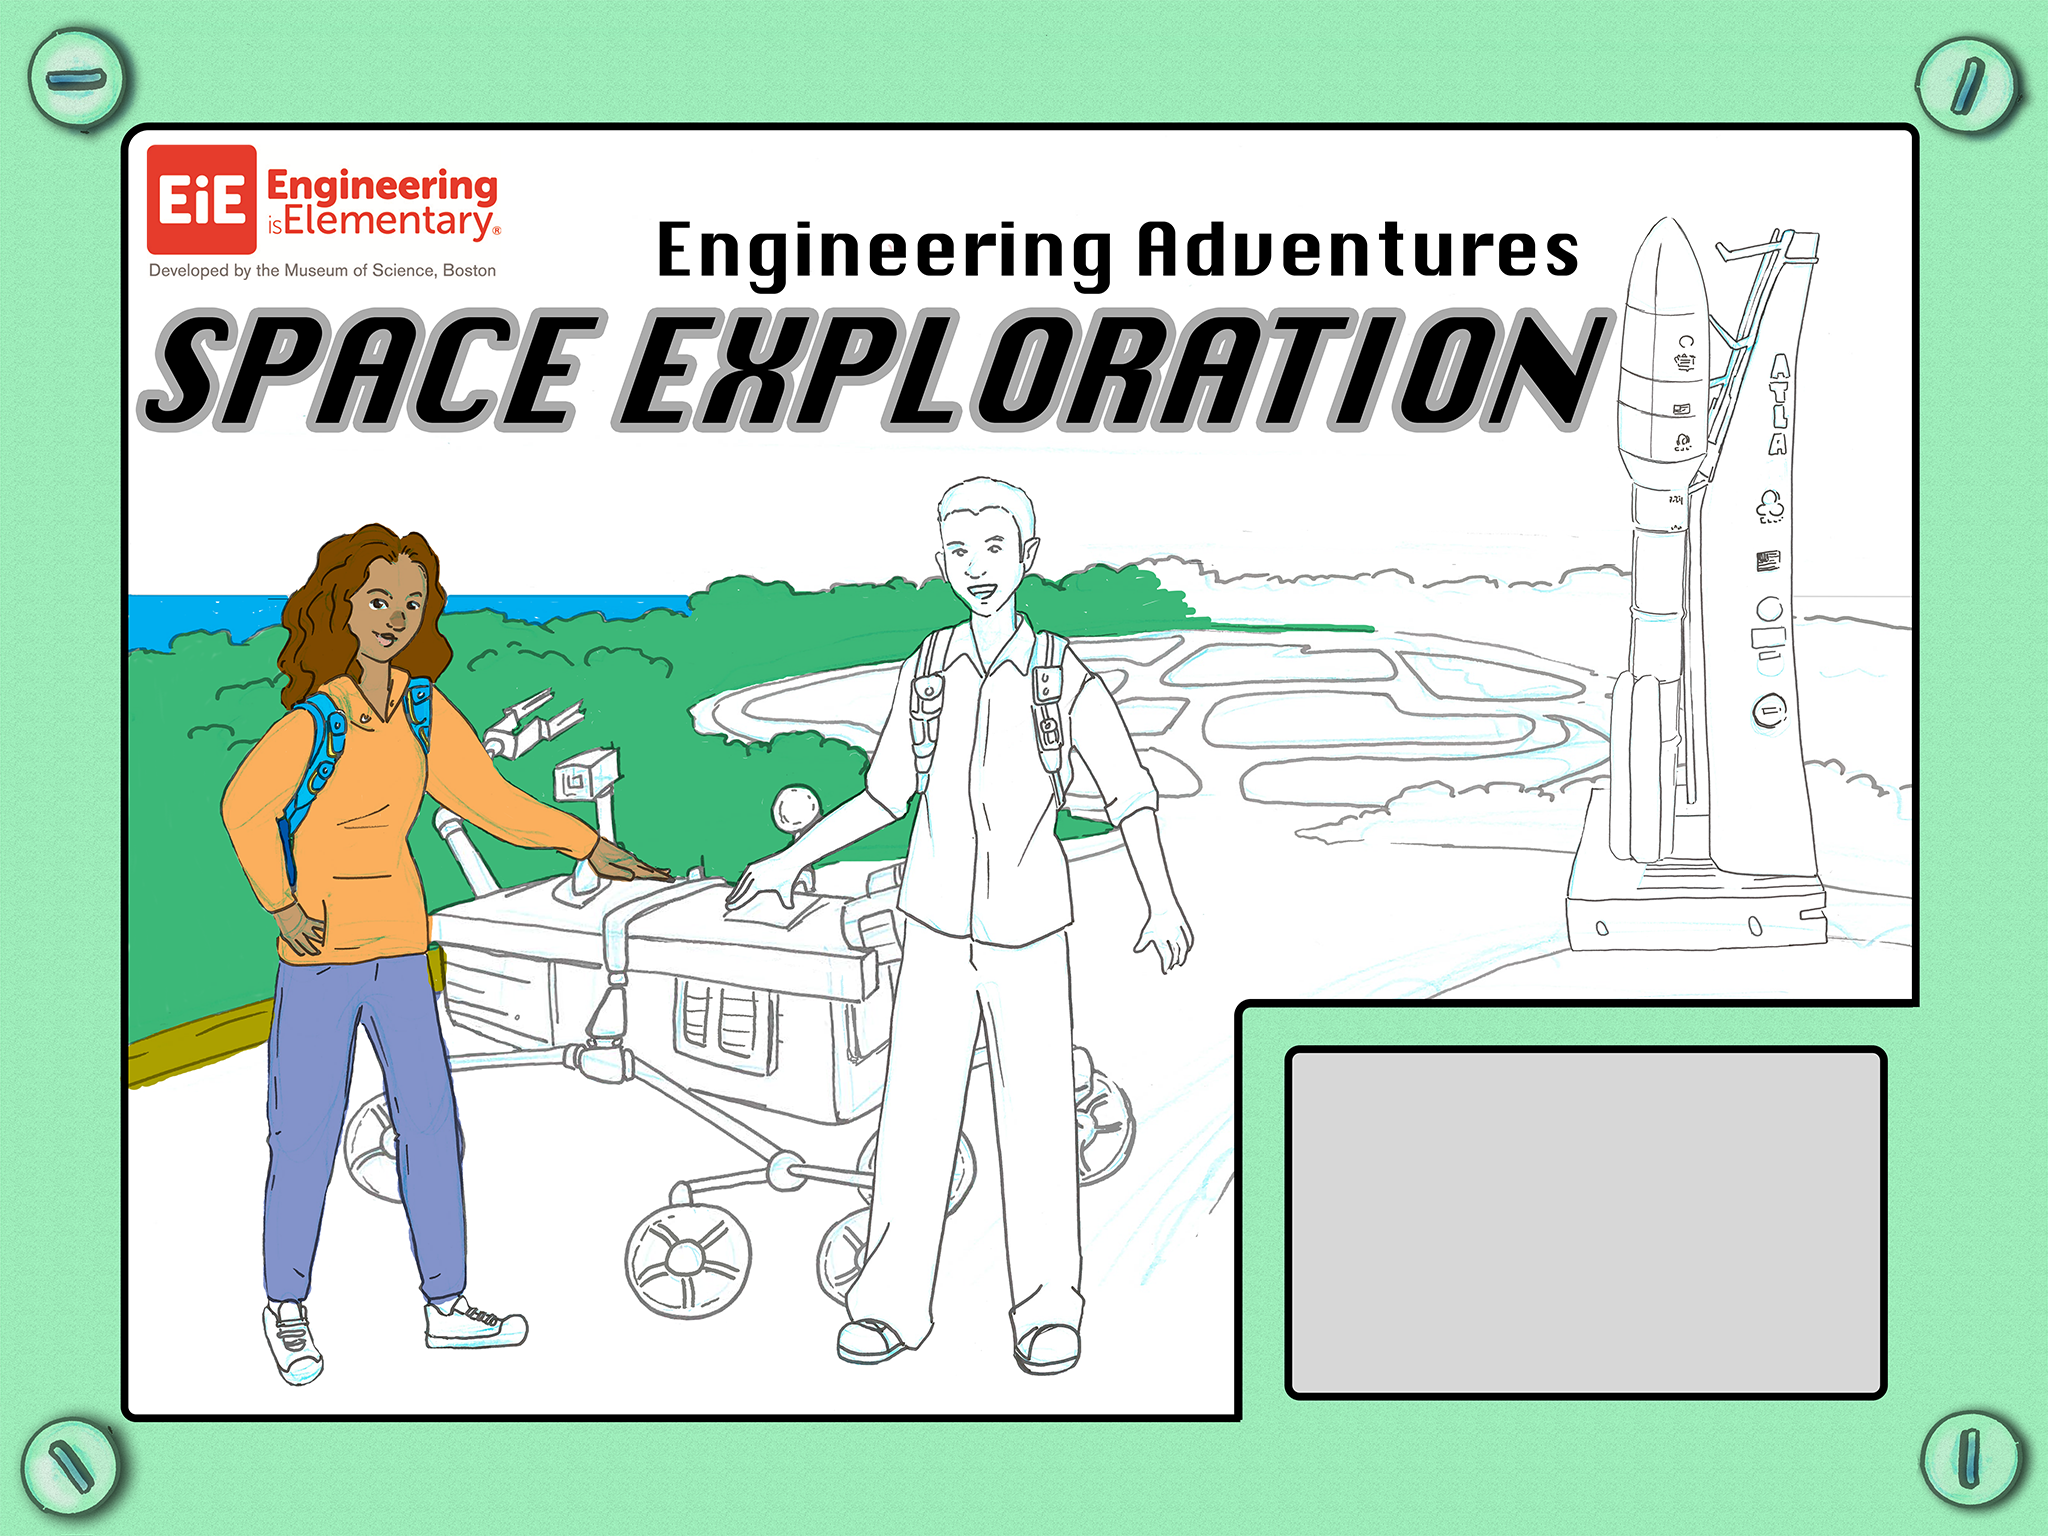 EiE Engineering
isElementary®
Developed by the Museum of Science, Boston
Engineering Adventures
SPACE EXPLORATION
ATLA